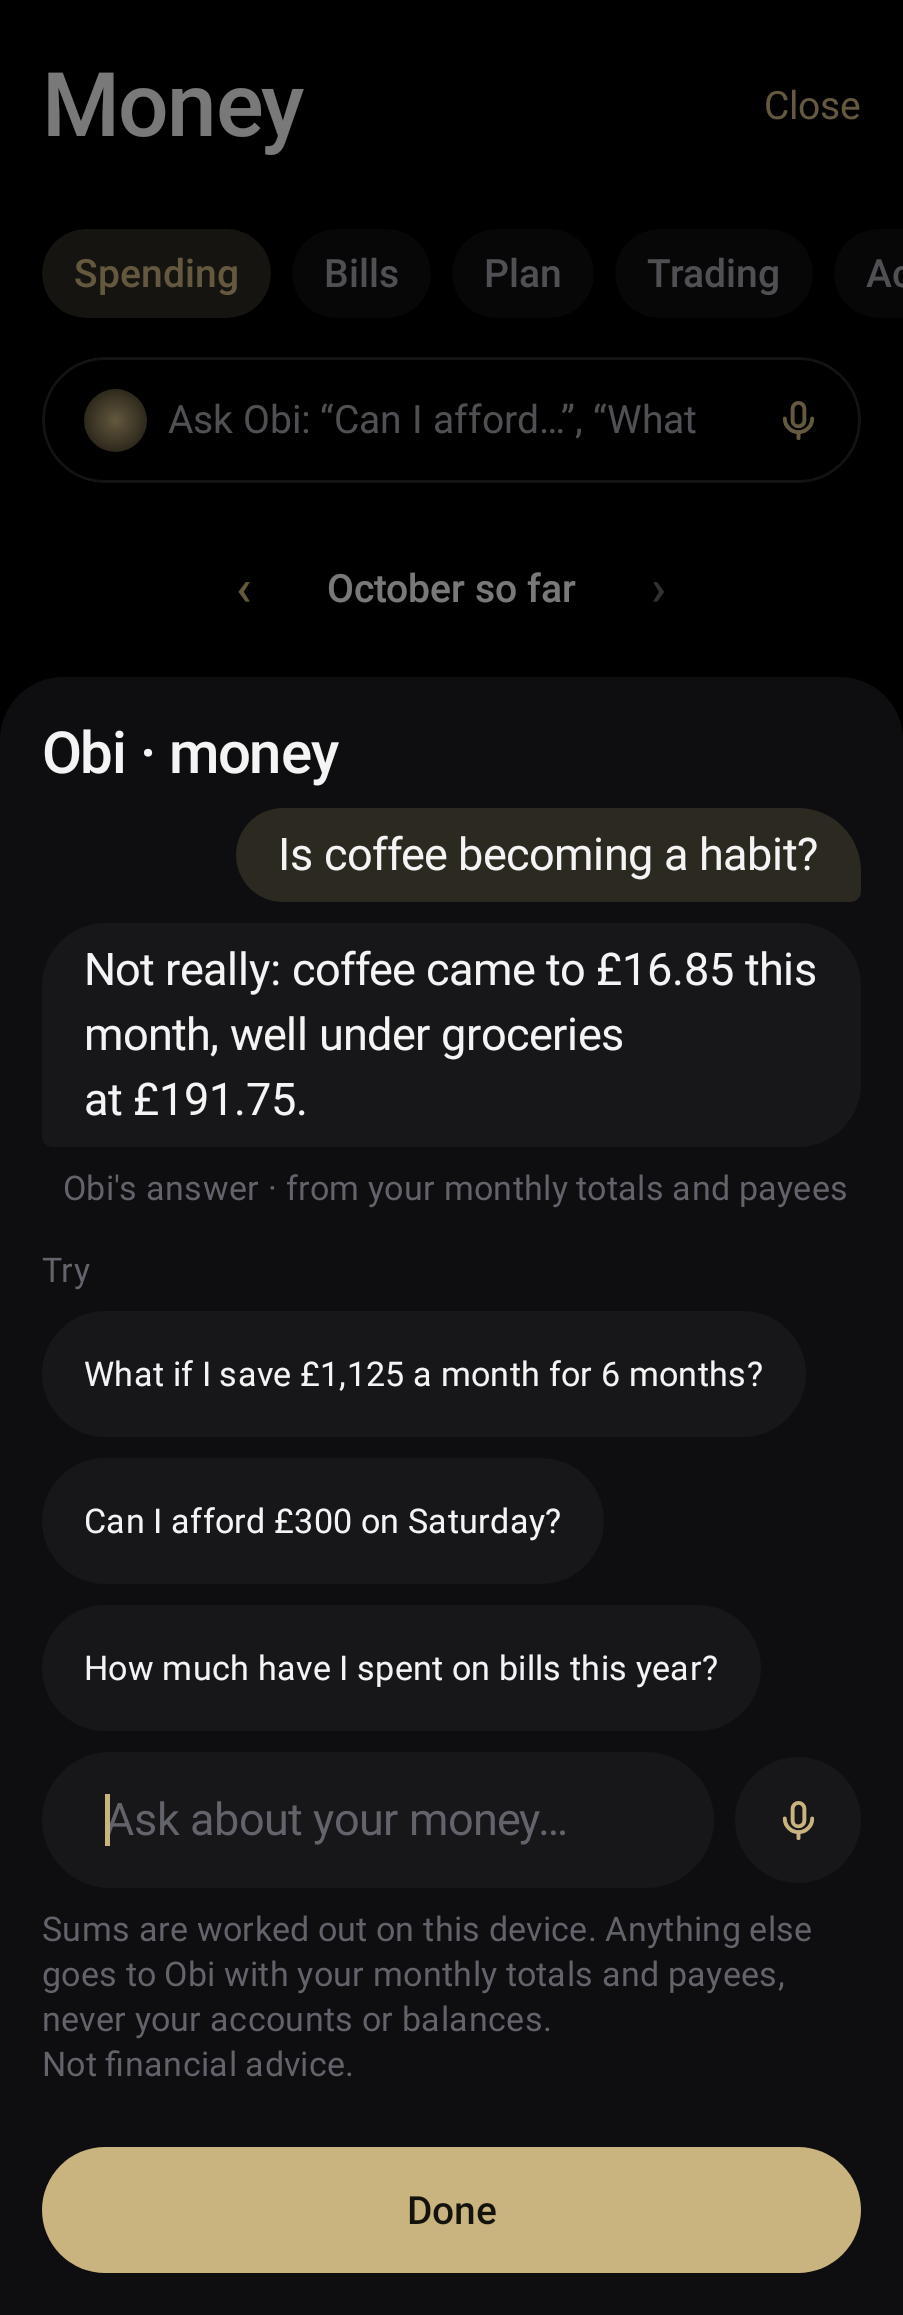 Money
Close
Spending
Bills
Plan
Trading
Ask Obi: “Can I afford…”, “What
‹ October so far ›
Obi · money
Is coffee becoming a habit?
Not really: coffee came to £16.85 this
month, well under groceries
at £191.75.
Obi's answer · from your monthly totals and payees
Try
What if I save £1,125 a month for 6 months?
Can I afford £300 on Saturday?
How much have I spent on bills this year?
Ask about your money…
Sums are worked out on this device. Anything else
goes to Obi with your monthly totals and payees,
never your accounts or balances.
Not financial advice.
Done